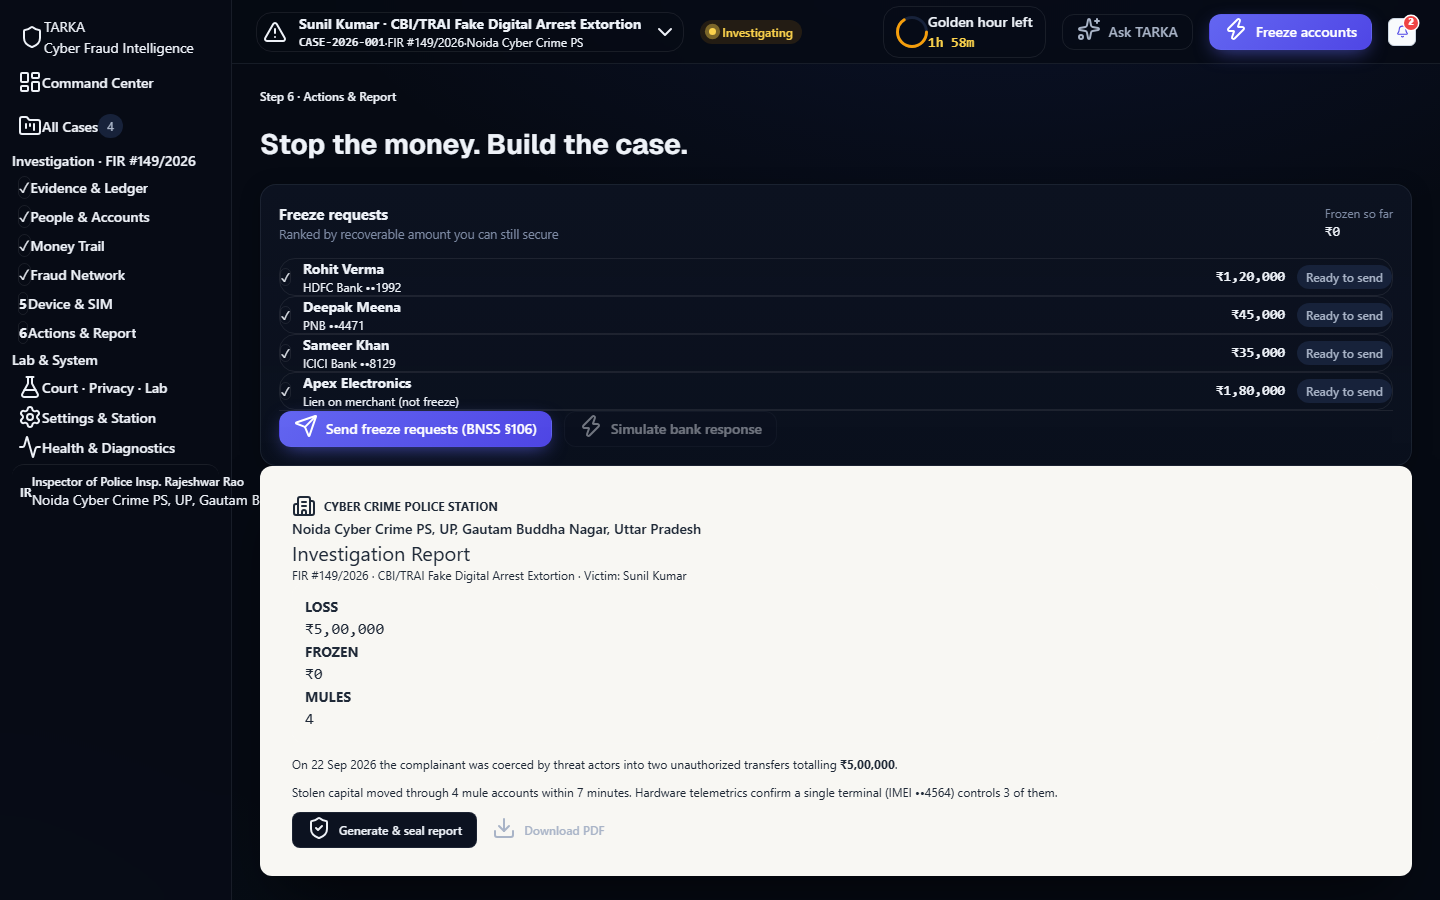 TARKA
Cyber Fraud Intelligence
Command Center
All Cases 4
Investigation · FIR #149/2026
✓Evidence & Ledger
✓People & Accounts
✓Money Trail
✓Fraud Network
5Device & SIM
6Actions & Report
Lab & System
Court · Privacy · Lab
Settings & Station
Health & Diagnostics
IR
Inspector of Police Insp. Rajeshwar Rao
Noida Cyber Crime PS, UP, Gautam B
Sunil Kumar · CBI/TRAI Fake Digital Arrest Extortion
CASE-2026-001·FIR #149/2026·Noida Cyber Crime PS
Investigating
Golden hour left
1h 58m
Ask TARKA
Freeze accounts
2
Step 6 · Actions & Report
Stop the money. Build the case.
Freeze requests
Ranked by recoverable amount you can still secure
Frozen so far
₹0
✓ Rohit Verma
HDFC Bank ••1992
₹1,20,000 Ready to send
✓ Deepak Meena
PNB ••4471
₹45,000 Ready to send
✓ Sameer Khan
ICICI Bank ••8129
₹35,000 Ready to send
✓ Apex Electronics
Lien on merchant (not freeze)
₹1,80,000 Ready to send
Send freeze requests (BNSS §106)
Simulate bank response
CYBER CRIME POLICE STATION
Noida Cyber Crime PS, UP, Gautam Buddha Nagar, Uttar Pradesh
Investigation Report
FIR #149/2026 · CBI/TRAI Fake Digital Arrest Extortion · Victim: Sunil Kumar
LOSS
₹5,00,000
FROZEN
₹0
MULES
4
On 22 Sep 2026 the complainant was coerced by threat actors into two unauthorized transfers totalling ₹5,00,000.
Stolen capital moved through 4 mule accounts within 7 minutes. Hardware telemetrics confirm a single terminal (IMEI ••4564) controls 3 of them.
Generate & seal report
Download PDF